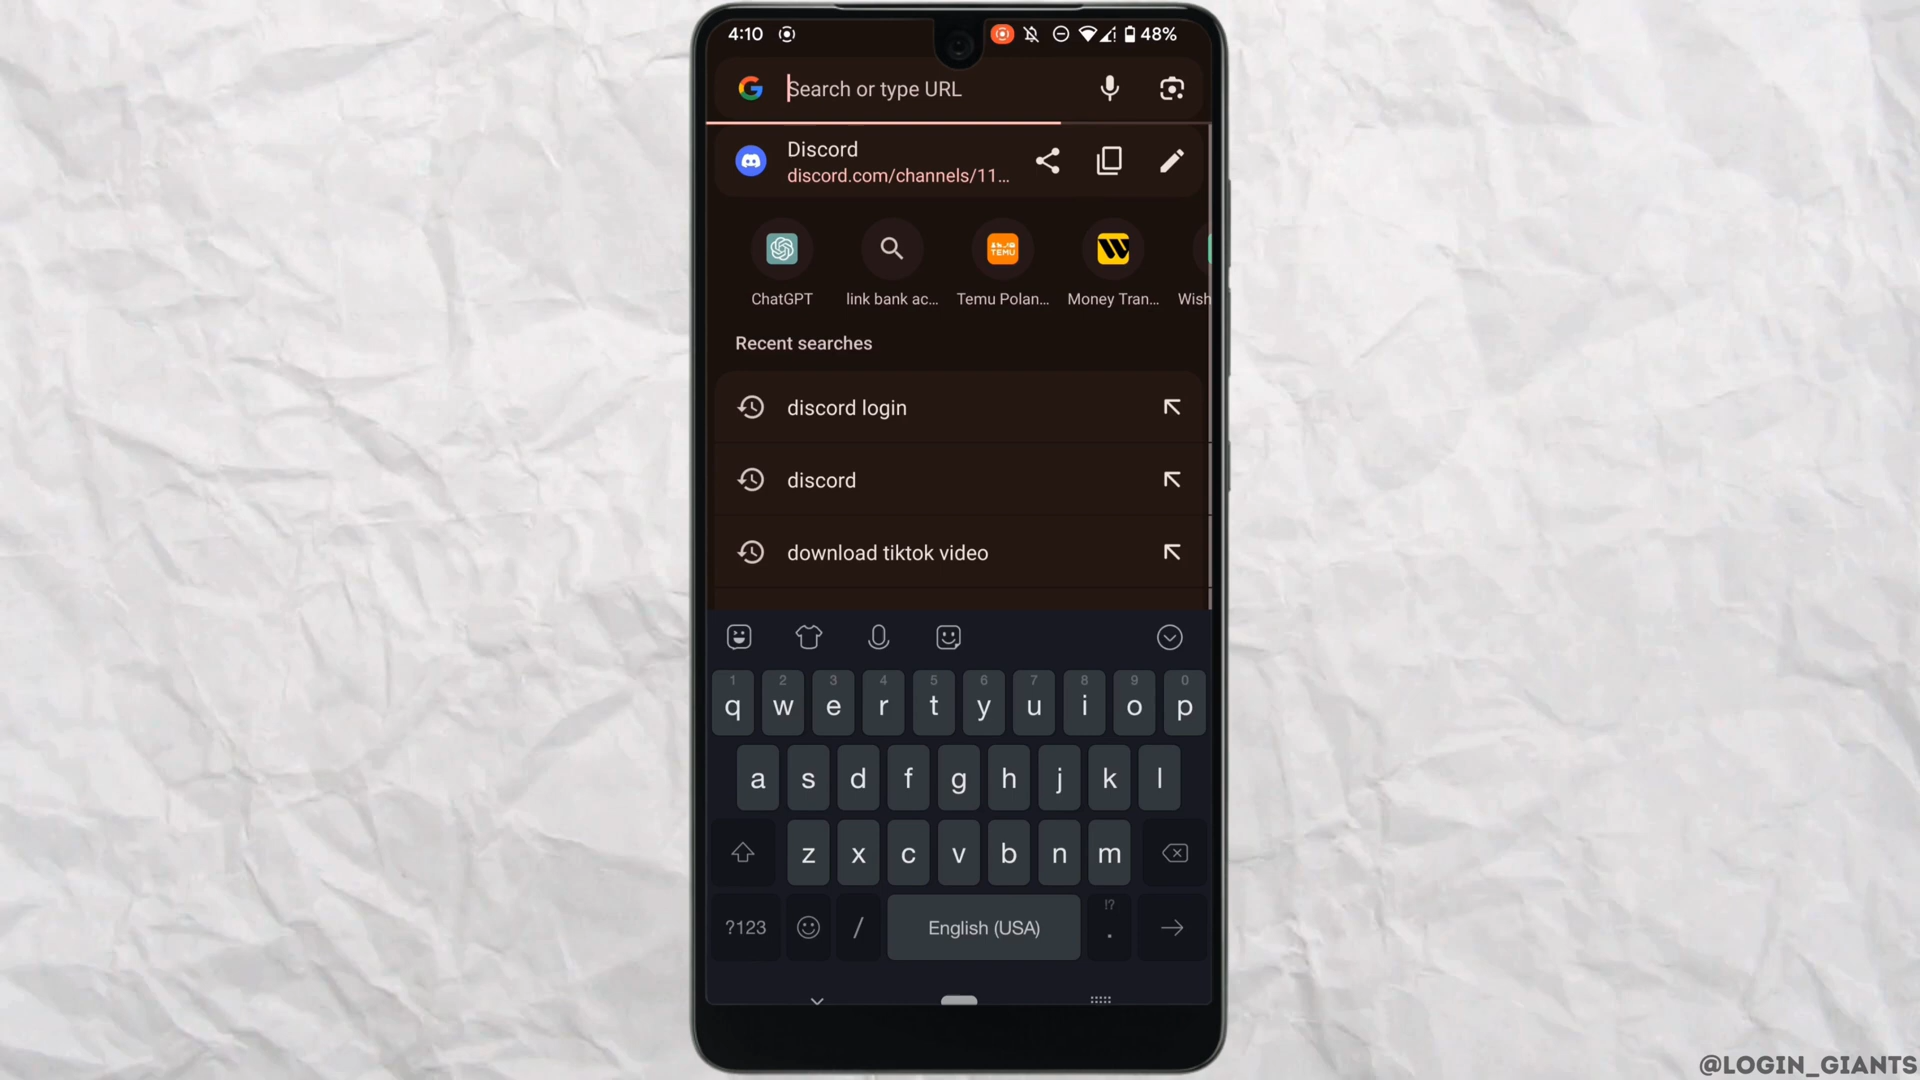 4:10 48%
Search or type URL
Discord
discord.com/channels/11...
TEMU
ChatGPT link bank ac... Temu Polan... Money Tran... Wish
Recent searches
discord login
discord
download tiktok video
1 2 3 4 5 6 7 8 9 0
q w e r t y u i o p
a s d f g h j k l
z x c v b n m
!?
?123 / English (USA) .
@LOGIN_GIANTS